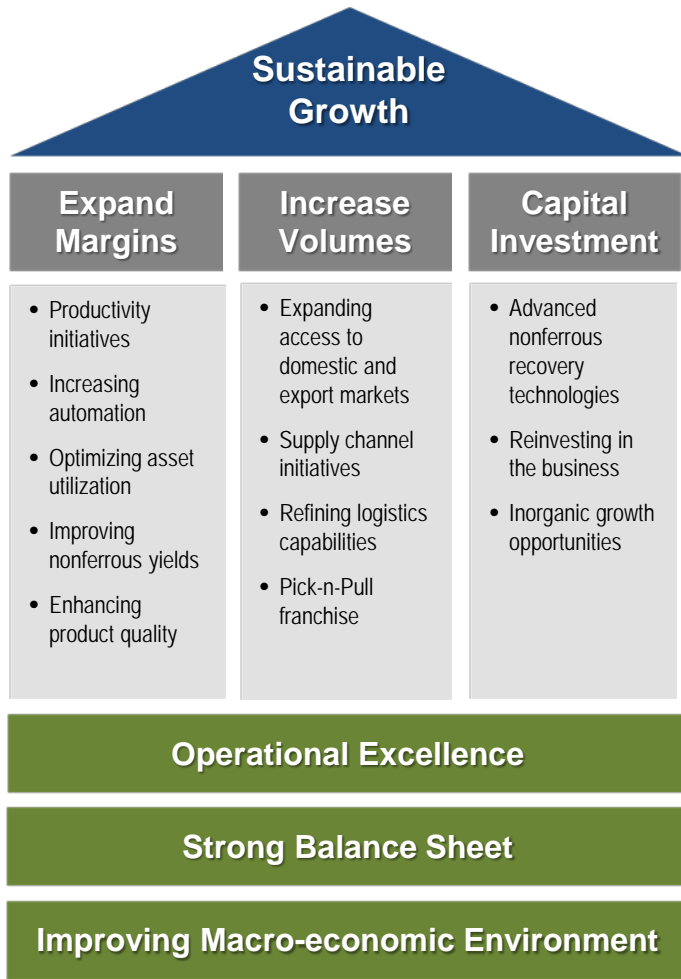 Sustainable
Growth
Expand
Margins
• Productivity
initiatives
• Increasing
automation
• Optimizing asset
utilization
• Improving
nonferrous yields
• Enhancing
product quality
Increase
Volumes
• Expanding
access to
domestic and
export markets
• Supply channel
initiatives
• Refining logistics
capabilities
• Pick-n-Pull
franchise
Capital
Investment
• Advanced
nonferrous
recovery
technologies
• Reinvesting in
the business
• Inorganic growth
opportunities
Operational Excellence
Strong Balance Sheet
Improving Macro-economic Environment